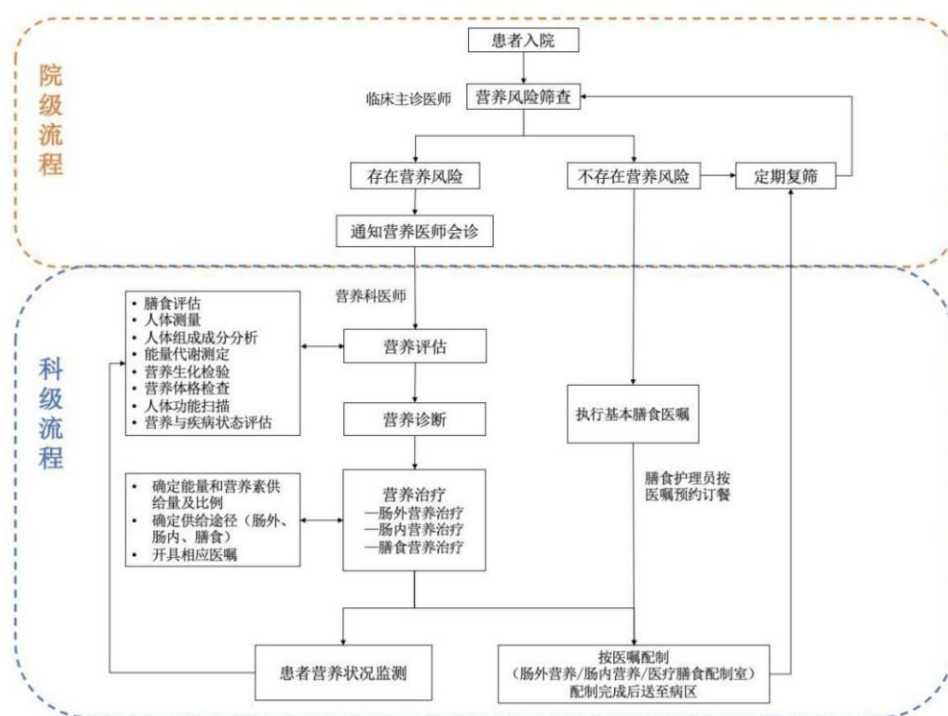 院级流程
患者入院
临床主诊医师
营养风险筛查
存在营养风险
不存在营养风险
定期复筛
通知营养医师会诊
科级流程
营养科医师
• 膳食评估
• 人体测量
• 人体组成成分分析
• 能量代谢测定
• 营养生化检验
• 营养体格检查
• 人体功能扫描
• 营养与疾病状态评估
营养评估
营养诊断
执行基本膳食医嘱
膳食护理员按
医嘱预约订餐
• 确定能量和营养素供
给量及比例
• 确定供给途径（肠外、
肠内、膳食）
• 开具相应医嘱
营养治疗
—肠外营养治疗
—肠内营养治疗
—膳食营养治疗
患者营养状况监测
按医嘱配制
（肠外营养/肠内营养/医疗膳食配制室）
配制完成后送至病区